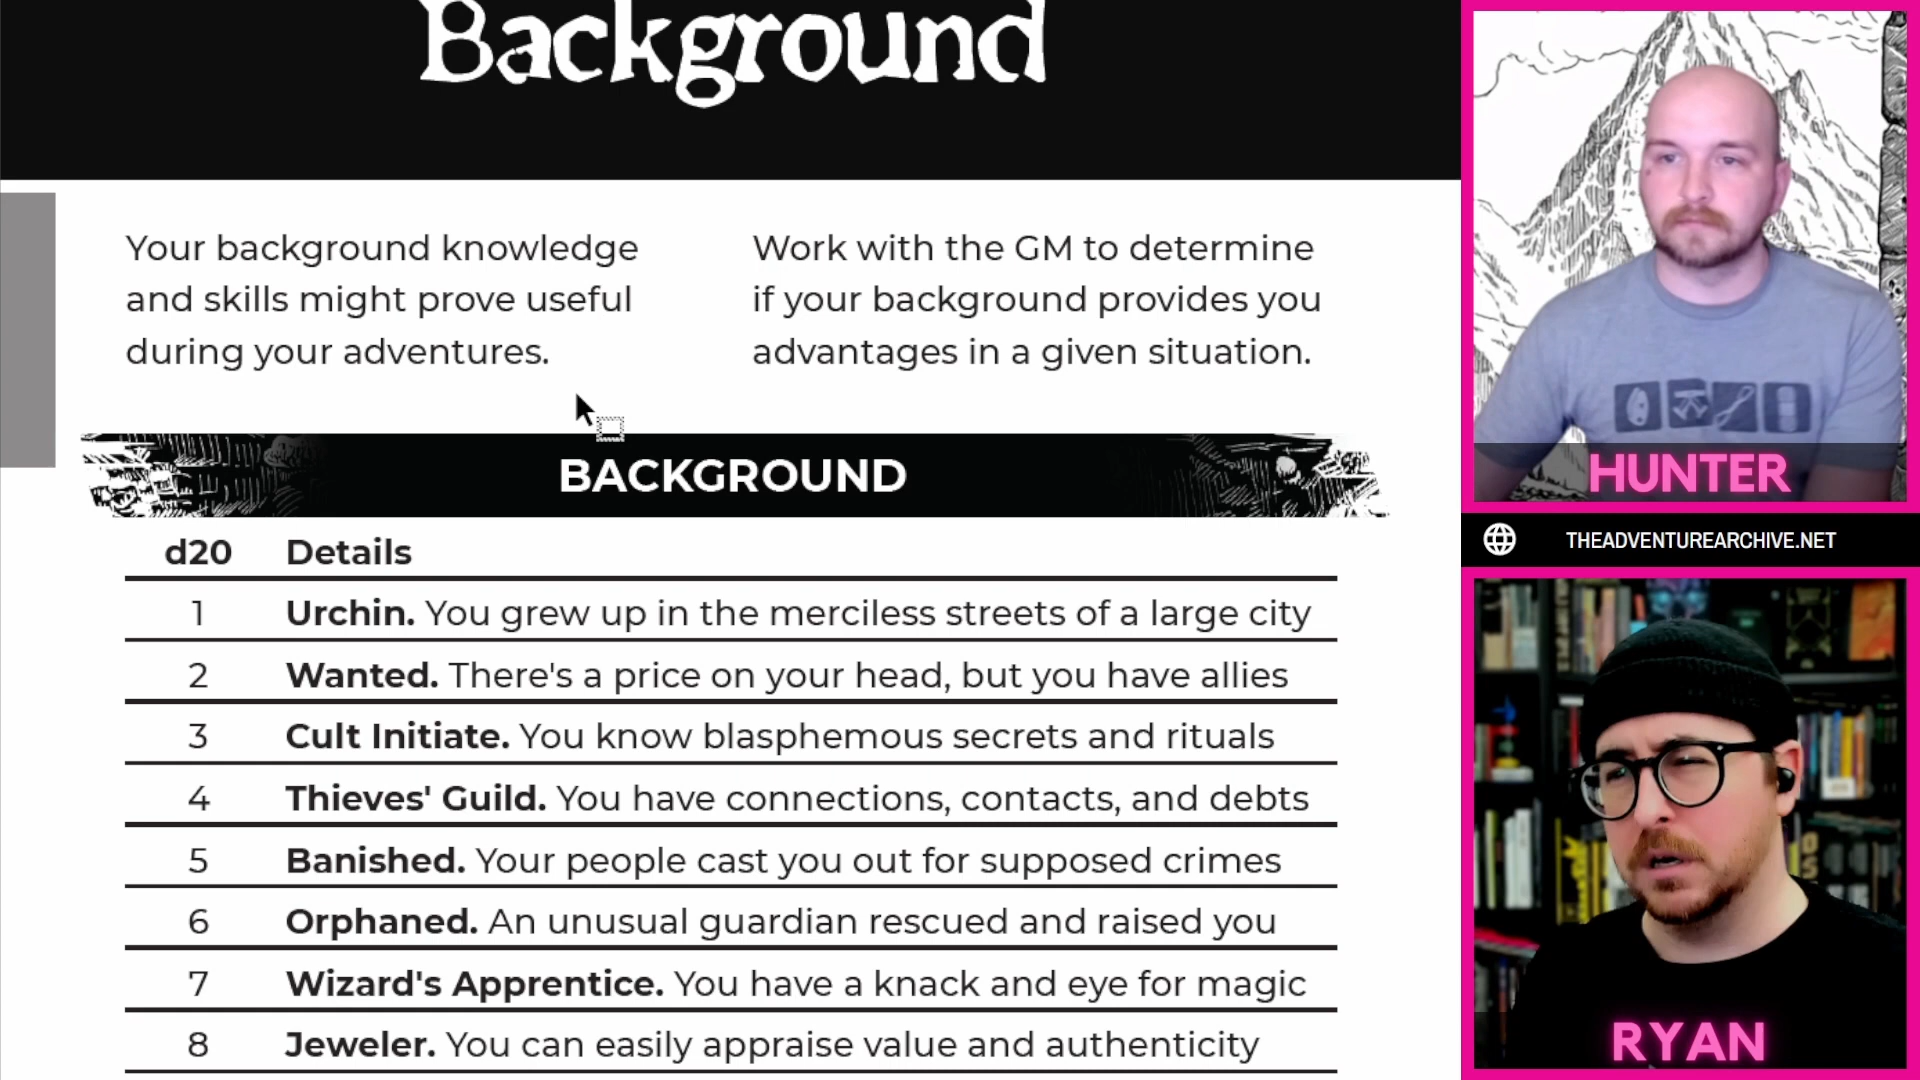 Background
Your background knowledge
and skills might prove useful
during your adventures.
Work with the GM to determine
if your background provides you
advantages in a given situation.
BACKGROUND
d20 Details
1 Urchin. You grew up in the merciless streets of a large city
2 Wanted. There's a price on your head, but you have allies
3 Cult Initiate. You know blasphemous secrets and rituals
4 Thieves' Guild. You have connections, contacts, and debts
5 Banished. Your people cast you out for supposed crimes
6 Orphaned. An unusual guardian rescued and raised you
7 Wizard's Apprentice. You have a knack and eye for magic
8 Jeweler. You can easily appraise value and authenticity
HUNTER
THEADVENTUREARCHIVE.NET
RYAN